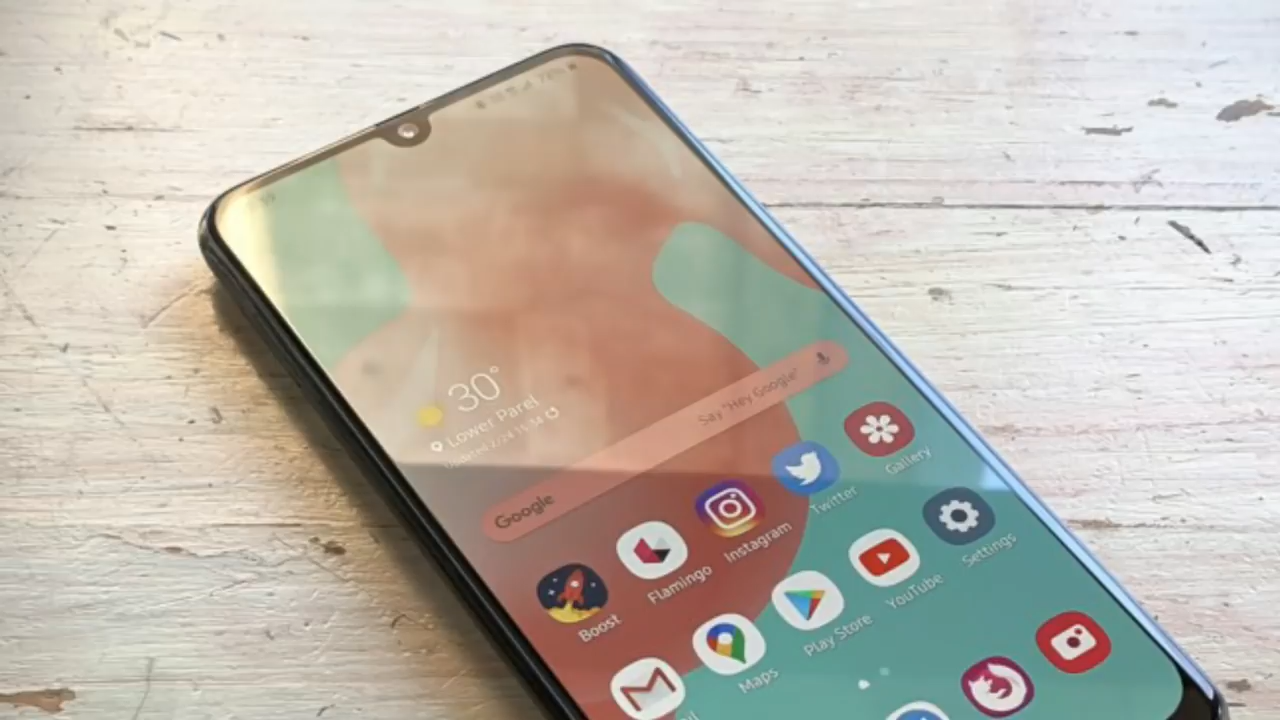 30°
Lower Parel
Google
Say "Hey Google"
Boost
Flamingo
Instagram
Twitter
Gallery
Maps
Play Store
YouTube
Settings